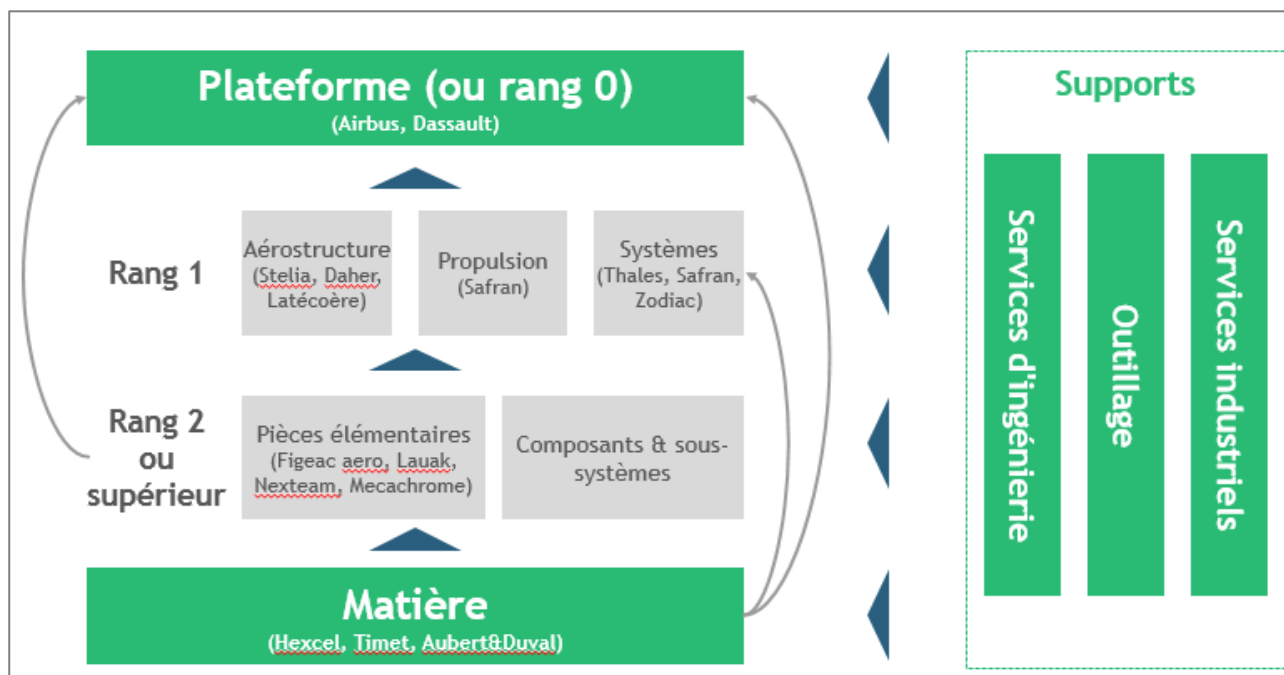 Plateforme (ou rang 0)
(Airbus, Dassault)
Supports
Rang 1
Aérostructure
(Stelia, Daher,
Latécoère)
Propulsion
(Safran)
Systèmes
(Thales, Safran,
Zodiac)
Rang 2
ou
supérieur
Pièces élémentaires
(Figeac aero, Lauak,
Nexteam, Mecachrome)
Composants & sous-
systèmes
Matière
(Hexcel, Timet, Aubert&Duval)
Services d'ingénierie
Outillage
Services industriels